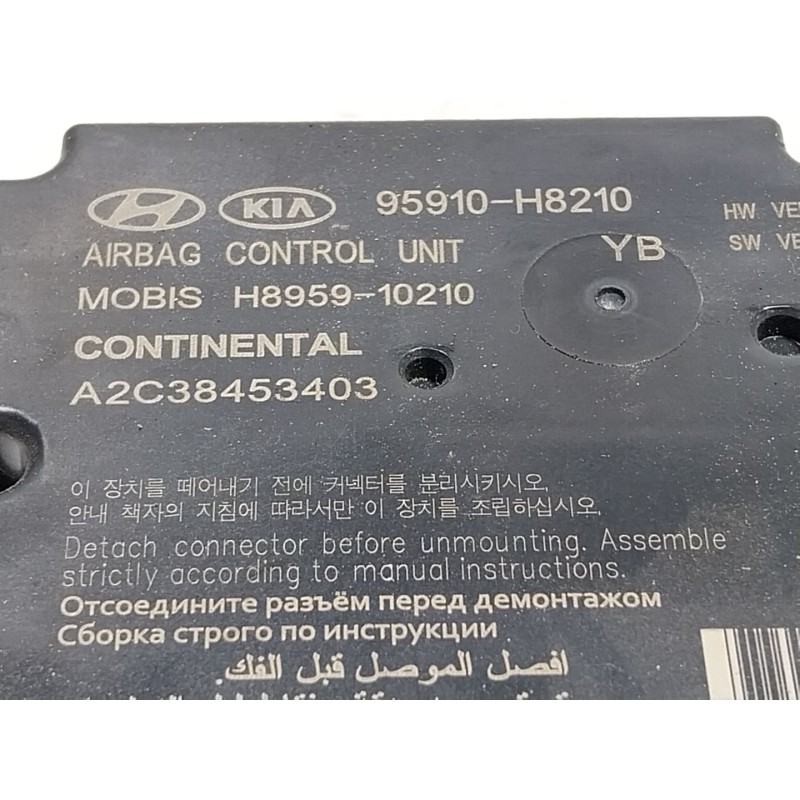 KIA 95910-H8210
HW VE
AIRBAG CONTROL UNIT YB
SW VE
MOBIS H8959-10210
CONTINENTAL
A2C38453403
이 장치를 떼어내기 전에 커넥터를 분리시키시오.
안내 책자의 지침에 따라서만 이 장치를 조립하십시오.
Detach connector before unmounting. Assemble
strictly according to manual instructions.
Отсоедините разъём перед демонтажом
Сборка строго по инструкции
افصل الموصل قبل الفك.